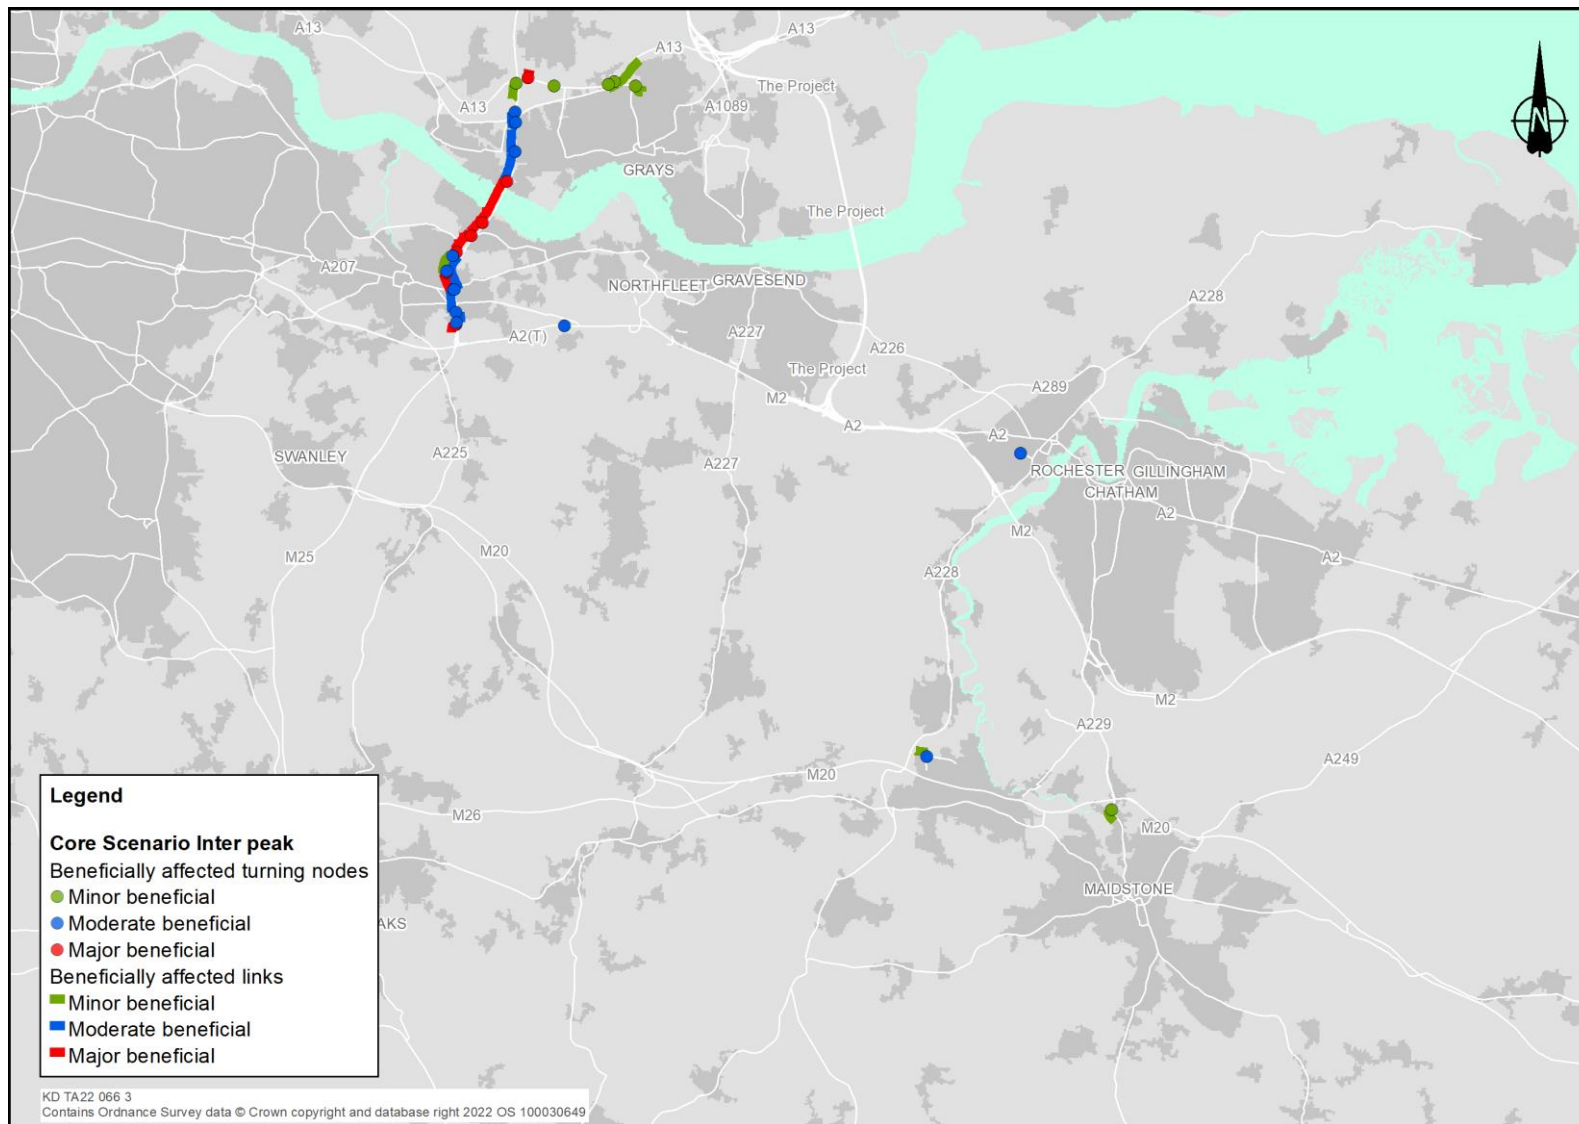 A13
A13
A13
The Project
A13
A1089
GRAYS
The Project
A207
NORTHFLEET
GRAVESEND
A228
A2(T)
A227
A226
The Project
A289
M2
A2
A2
SWANLEY
A225
A227
ROCHESTER
GILLINGHAM
CHATHAM
A2
M2
M25
M20
A2
A228
M2
A229
A249
M20
M26
M20
MAIDSTONE
AKS
Legend
Core Scenario Inter peak
Beneficially affected turning nodes
Minor beneficial
Moderate beneficial
Major beneficial
Beneficially affected links
Minor beneficial
Moderate beneficial
Major beneficial
N
KD TA22 066 3
Contains Ordnance Survey data © Crown copyright and database right 2022 OS 100030649